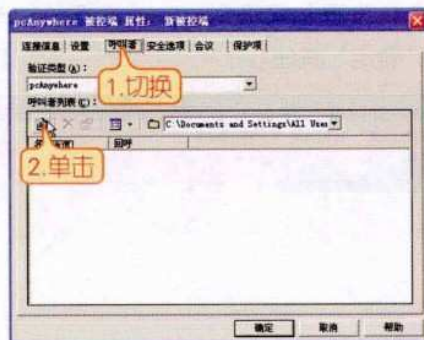 pcAnywhere 被控端 属性： 新被控端
连接信息 设置 呼叫者 安全选项 会议 保护项
验证类型(A)：
pcAnywhere
1.切换
呼叫者列表(C)：
C:\Documents and Settings\All User
回呼
2.单击
确定 取消 帮助